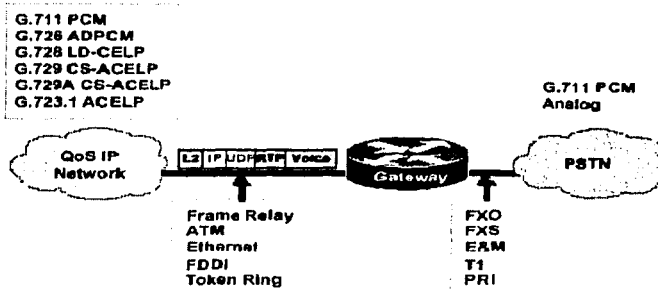 G.711 PCM
G.726 ADPCM
G.728 LD-CELP
G.729 CS-ACELP
G.729A CS-ACELP
G.723.1 ACELP
G.711 PCM
Analog
QoS IP
Network
L2 IP UDP RTP Voice
Gateway
PSTN
Frame Relay
ATM
Ethernet
FDDI
Token Ring
FXO
FXS
E&M
T1
PRI